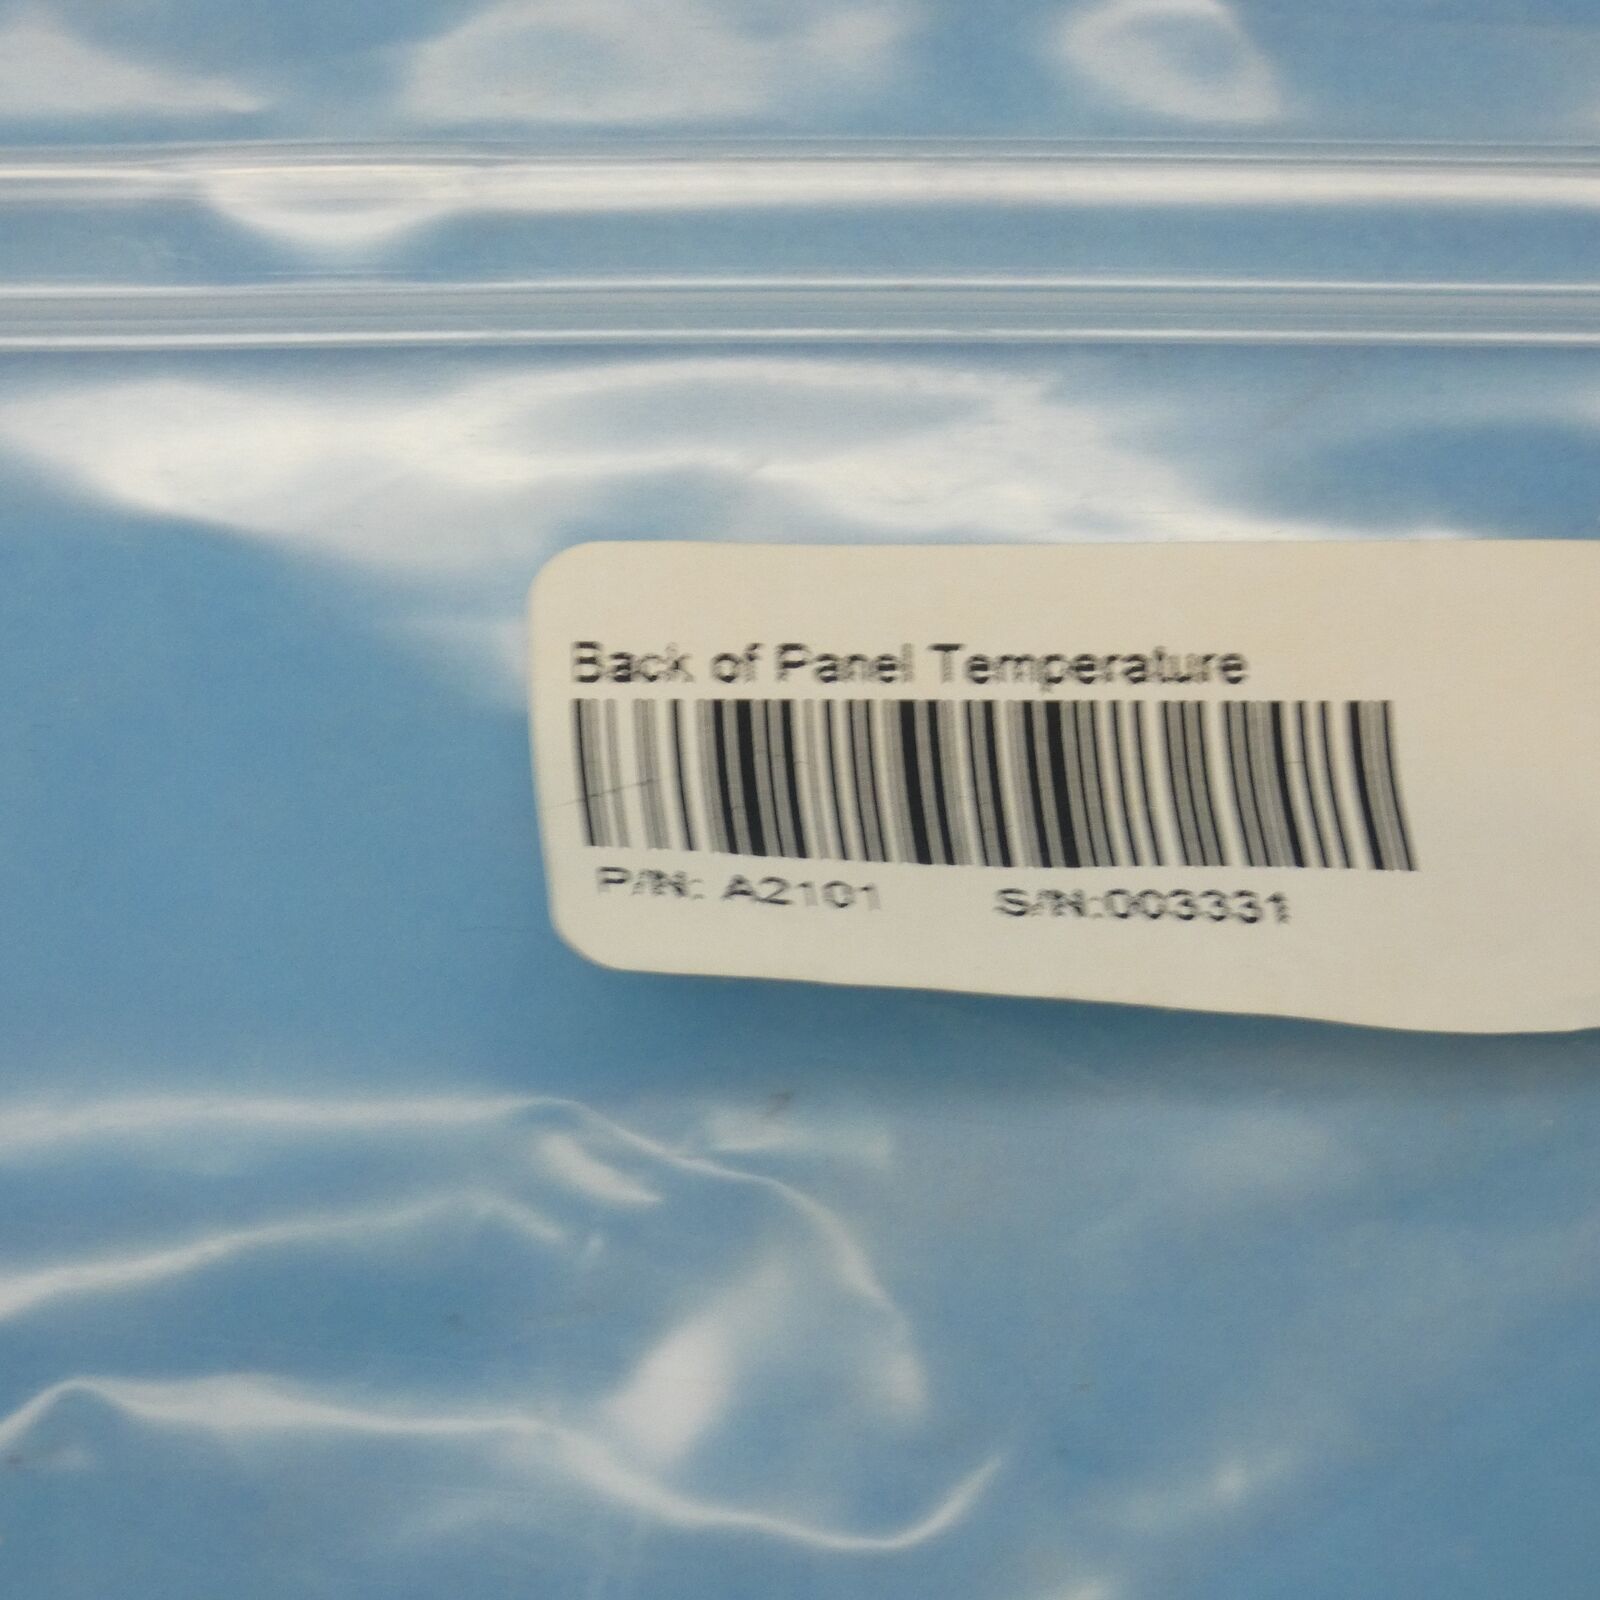 Back of Panel Temperature
P/N: A2101 S/N:003331